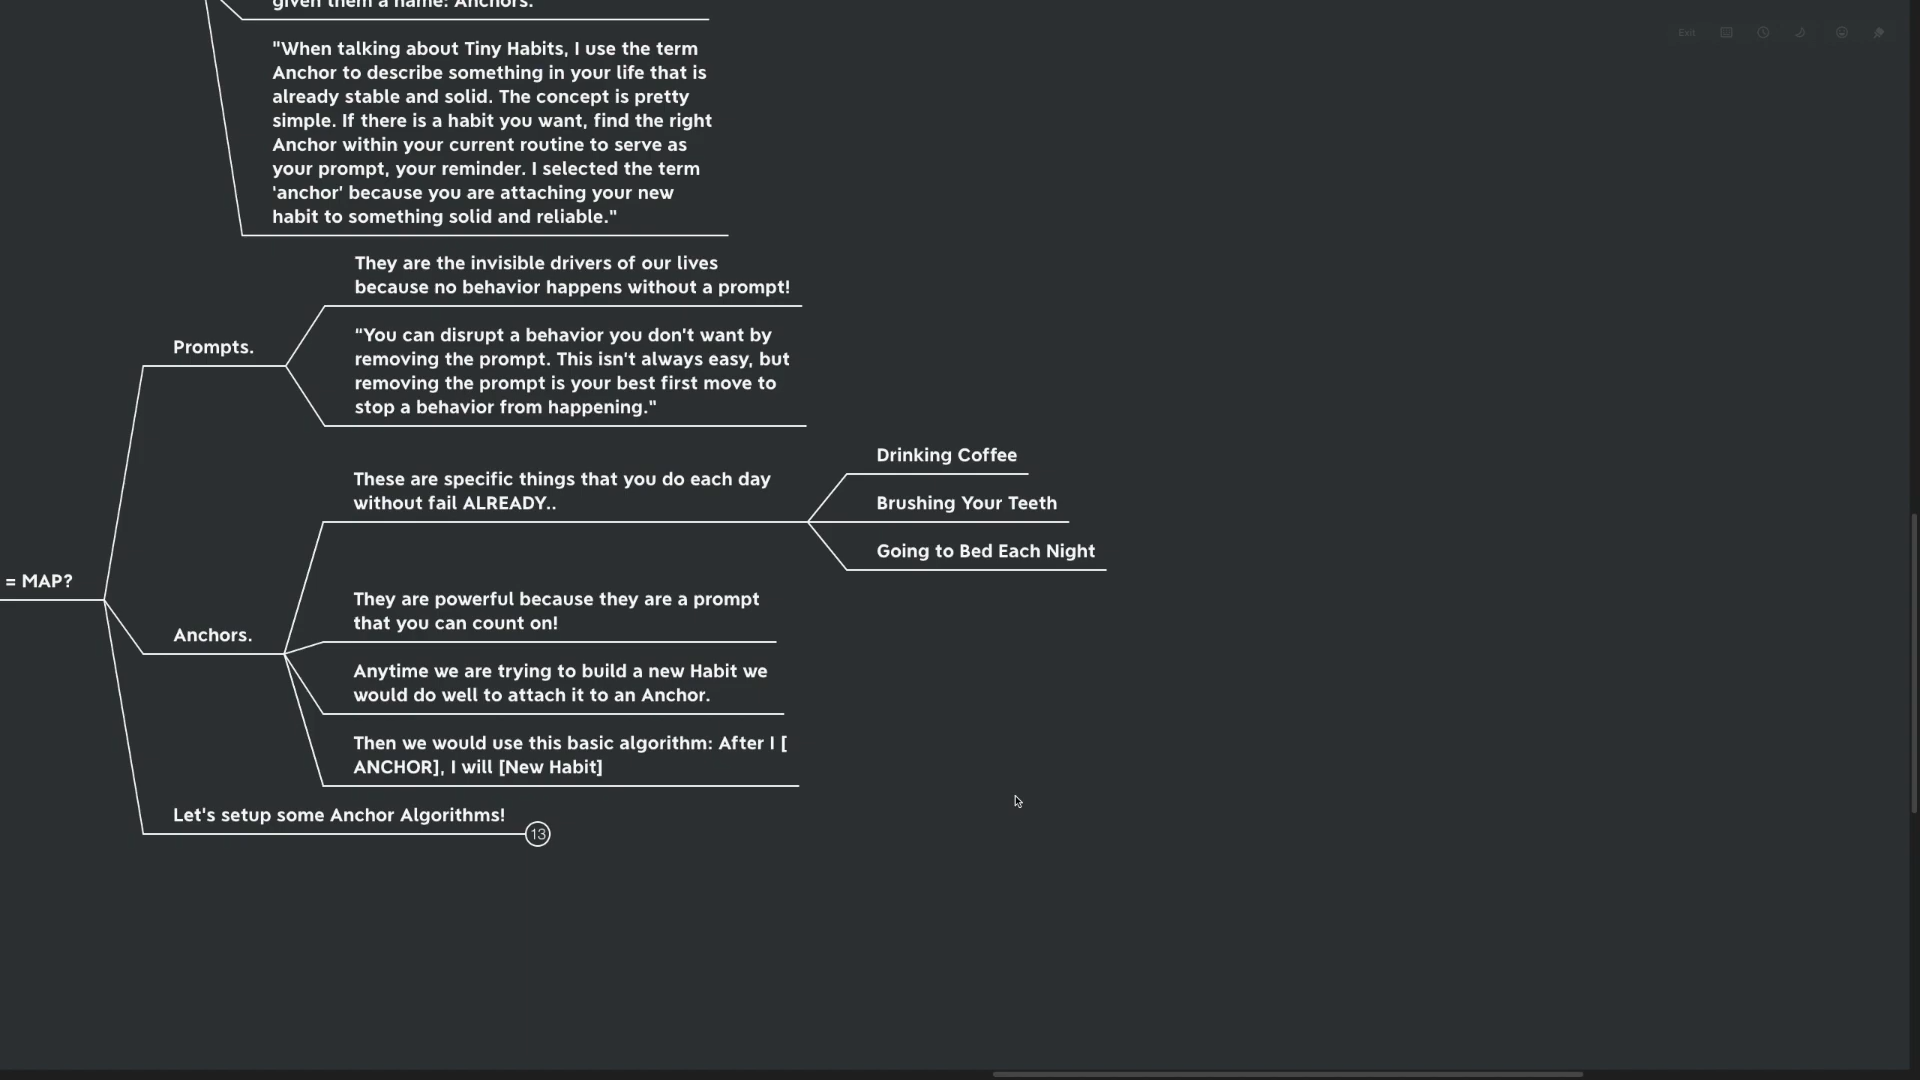 given them a name: Anchors.
"When talking about Tiny Habits, I use the term
Anchor to describe something in your life that is
already stable and solid. The concept is pretty
simple. If there is a habit you want, find the right
Anchor within your current routine to serve as
your prompt, your reminder. I selected the term
'anchor' because you are attaching your new
habit to something solid and reliable."
They are the invisible drivers of our lives
because no behavior happens without a prompt!
Prompts.
“You can disrupt a behavior you don't want by
removing the prompt. This isn't always easy, but
removing the prompt is your best first move to
stop a behavior from happening."
These are specific things that you do each day
without fail ALREADY..
Drinking Coffee
Brushing Your Teeth
Going to Bed Each Night
= MAP?
Anchors.
They are powerful because they are a prompt
that you can count on!
Anytime we are trying to build a new Habit we
would do well to attach it to an Anchor.
Then we would use this basic algorithm: After I [
ANCHOR], I will [New Habit]
Let's setup some Anchor Algorithms!
13
Exit